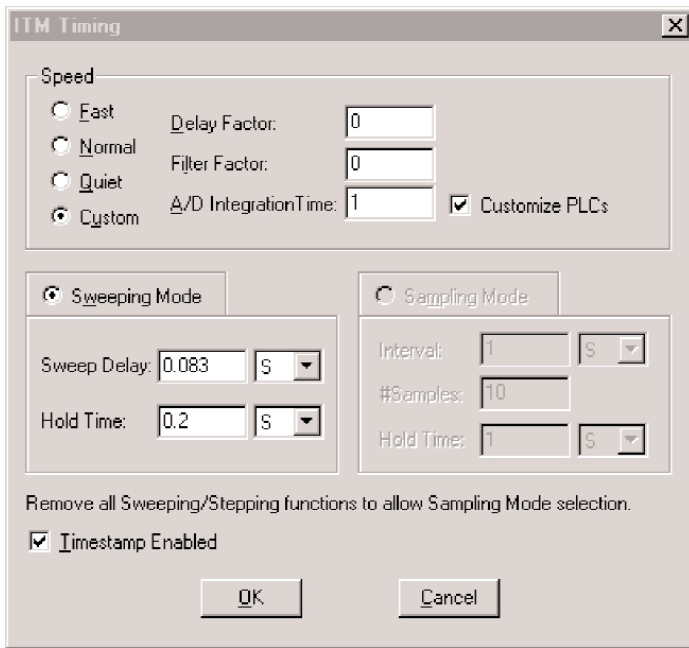 ITM Timing
Speed
Fast
Normal
Quiet
Custom
Delay Factor: 0
Filter Factor: 0
A/D IntegrationTime: 1 Customize PLCs
Sweeping Mode
Sweep Delay: 0.083 S
Hold Time: 0.2 S
Sampling Mode
Interval: 1 S
#Samples: 10
Hold Time: 1 S
Remove all Sweeping/Stepping functions to allow Sampling Mode selection.
Timestamp Enabled
OK Cancel